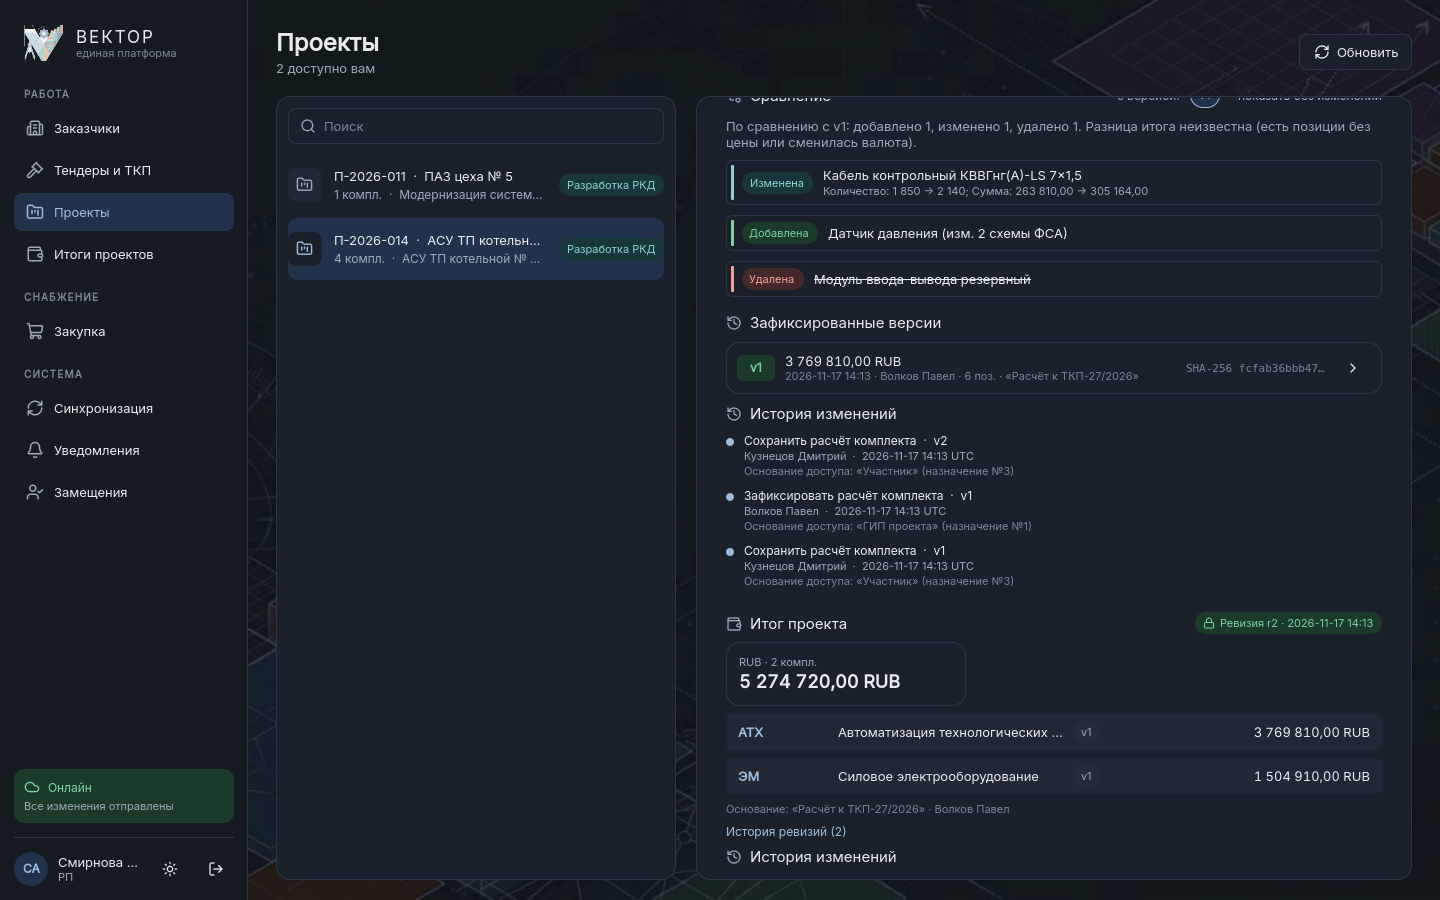 ВЕКТОР
единая платформа
РАБОТА
Заказчики
Тендеры и ТКП
Проекты
Итоги проектов
СНАБЖЕНИЕ
Закупка
СИСТЕМА
Синхронизация
Уведомления
Замещения
Онлайн
Все изменения отправлены
СА
Смирнова ...
РП
Проекты
2 доступно вам
Обновить
Поиск
П-2026-011 · ПАЗ цеха № 5
1 компл. · Модернизация систем...
Разработка РКД
П-2026-014 · АСУ ТП котельн...
4 компл. · АСУ ТП котельной № ...
Разработка РКД
Сравнение
с версией:
показать без изменений
По сравнению с v1: добавлено 1, изменено 1, удалено 1. Разница итога неизвестна (есть позиции без
цены или сменилась валюта).
Изменена
Кабель контрольный КВВГнг(А)-LS 7×1,5
Количество: 1 850 → 2 140; Сумма: 263 810,00 → 305 164,00
Добавлена
Датчик давления (изм. 2 схемы ФСА)
Удалена
Модуль ввода-вывода резервный
Зафиксированные версии
v1
3 769 810,00 RUB
2026-11-17 14:13 · Волков Павел · 6 поз. · «Расчёт к ТКП-27/2026»
SHA-256 fcfab36bbb47…
История изменений
Сохранить расчёт комплекта · v2
Кузнецов Дмитрий · 2026-11-17 14:13 UTC
Основание доступа: «Участник» (назначение №3)
Зафиксировать расчёт комплекта · v1
Волков Павел · 2026-11-17 14:13 UTC
Основание доступа: «ГИП проекта» (назначение №1)
Сохранить расчёт комплекта · v1
Кузнецов Дмитрий · 2026-11-17 14:13 UTC
Основание доступа: «Участник» (назначение №3)
Итог проекта
Ревизия r2 · 2026-11-17 14:13
RUB · 2 компл.
5 274 720,00 RUB
АТХ
Автоматизация технологических ...
v1
3 769 810,00 RUB
ЭМ
Силовое электрооборудование
v1
1 504 910,00 RUB
Основание: «Расчёт к ТКП-27/2026» · Волков Павел
История ревизий (2)
История изменений